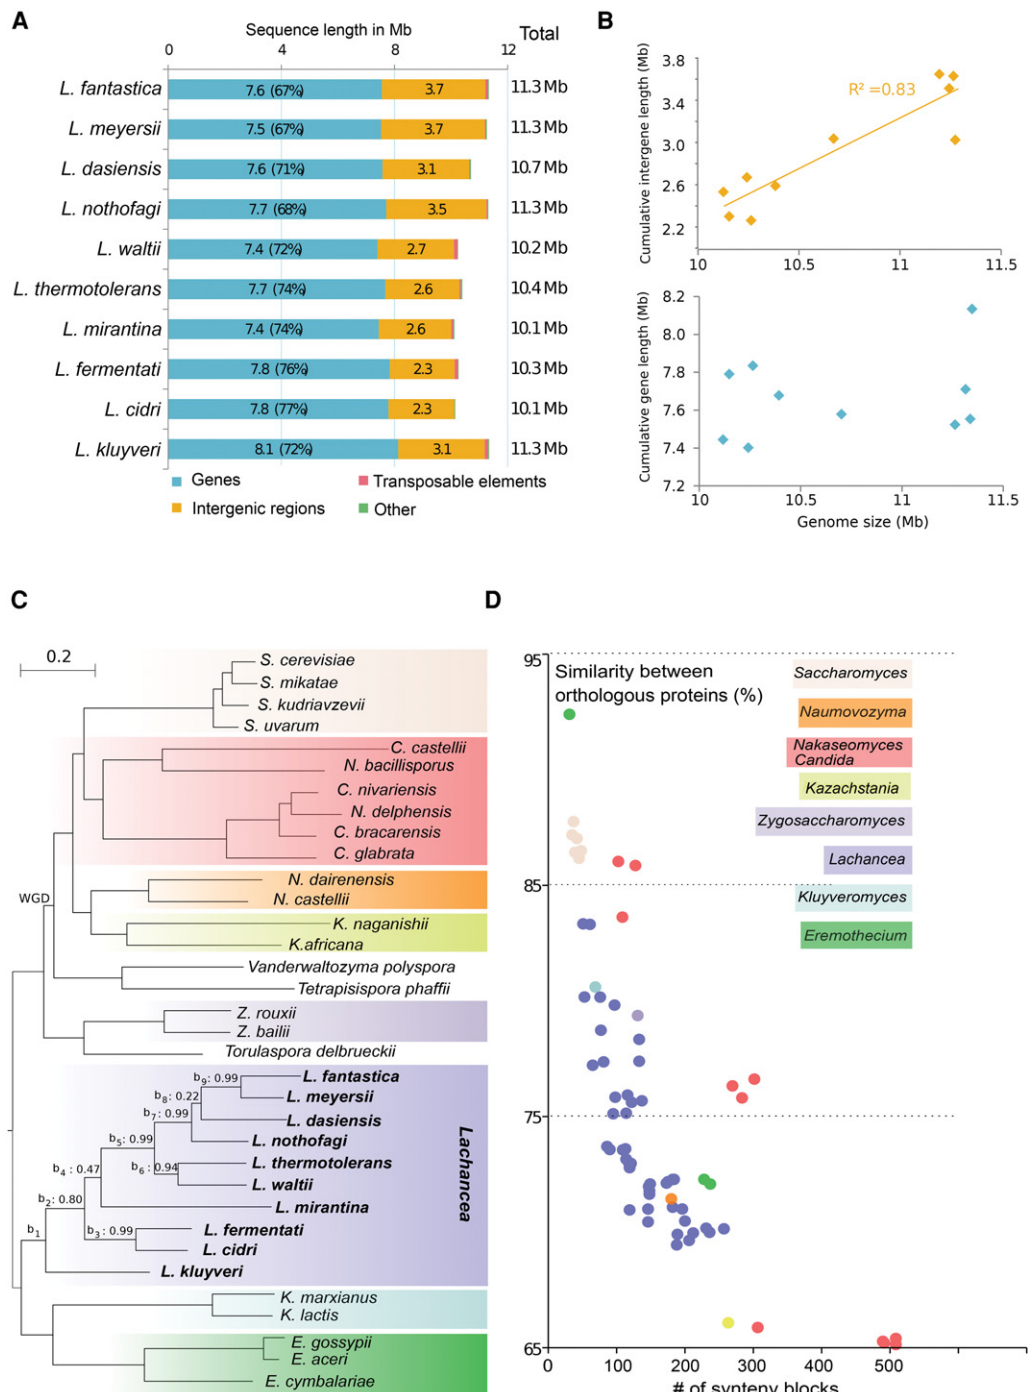 A
Sequence length in Mb
Total
0
4
8
12
L. fantastica
7.6 (67%)
3.7
11.3 Mb
L. meyersii
7.5 (67%)
3.7
11.3 Mb
L. dasiensis
7.6 (71%)
3.1
10.7 Mb
L. nothofagi
7.7 (68%)
3.5
11.3 Mb
L. waltii
7.4 (72%)
2.7
10.2 Mb
L. thermotolerans
7.7 (74%)
2.6
10.4 Mb
L. mirantina
7.4 (74%)
2.6
10.1 Mb
L. fermentati
7.8 (76%)
2.3
10.3 Mb
L. cidri
7.8 (77%)
2.3
10.1 Mb
L. kluyveri
8.1 (72%)
3.1
11.3 Mb
Genes
Transposable elements
Intergenic regions
Other
B
Cumulative intergene length (Mb)
3.8
3.4
3.0
2.6
2.2
R² =0.83
10
10.5
11
11.5
Cumulative gene length (Mb)
8.2
8.0
7.8
7.6
7.4
7.2
10
10.5
11
11.5
Genome size (Mb)
C
0.2
S. cerevisiae
S. mikatae
S. kudriavzevii
S. uvarum
C. castellii
N. bacillisporus
C. nivariensis
N. delphensis
C. bracarensis
C. glabrata
WGD
N. dairenensis
N. castellii
K. naganishii
K.africana
Vanderwaltozyma polyspora
Tetrapisispora phaffii
Z. rouxii
Z. bailii
Torulaspora delbrueckii
b9: 0.99
L. fantastica
b8: 0.22
L. meyersii
b7: 0.99
L. dasiensis
b5: 0.99
L. nothofagi
b4: 0.47
b6: 0.94
L. thermotolerans
L. waltii
b2: 0.80
L. mirantina
b1
b3: 0.99
L. fermentati
L. cidri
L. kluyveri
Lachancea
K. marxianus
K. lactis
E. gossypii
E. aceri
E. cymbalariae
D
95
85
75
65
Similarity between
orthologous proteins (%)
Saccharomyces
Naumovozyma
Nakaseomyces
Candida
Kazachstania
Zygosaccharomyces
Lachancea
Kluyveromyces
Eremothecium
0
100
200
300
400
500
# of synteny blocks